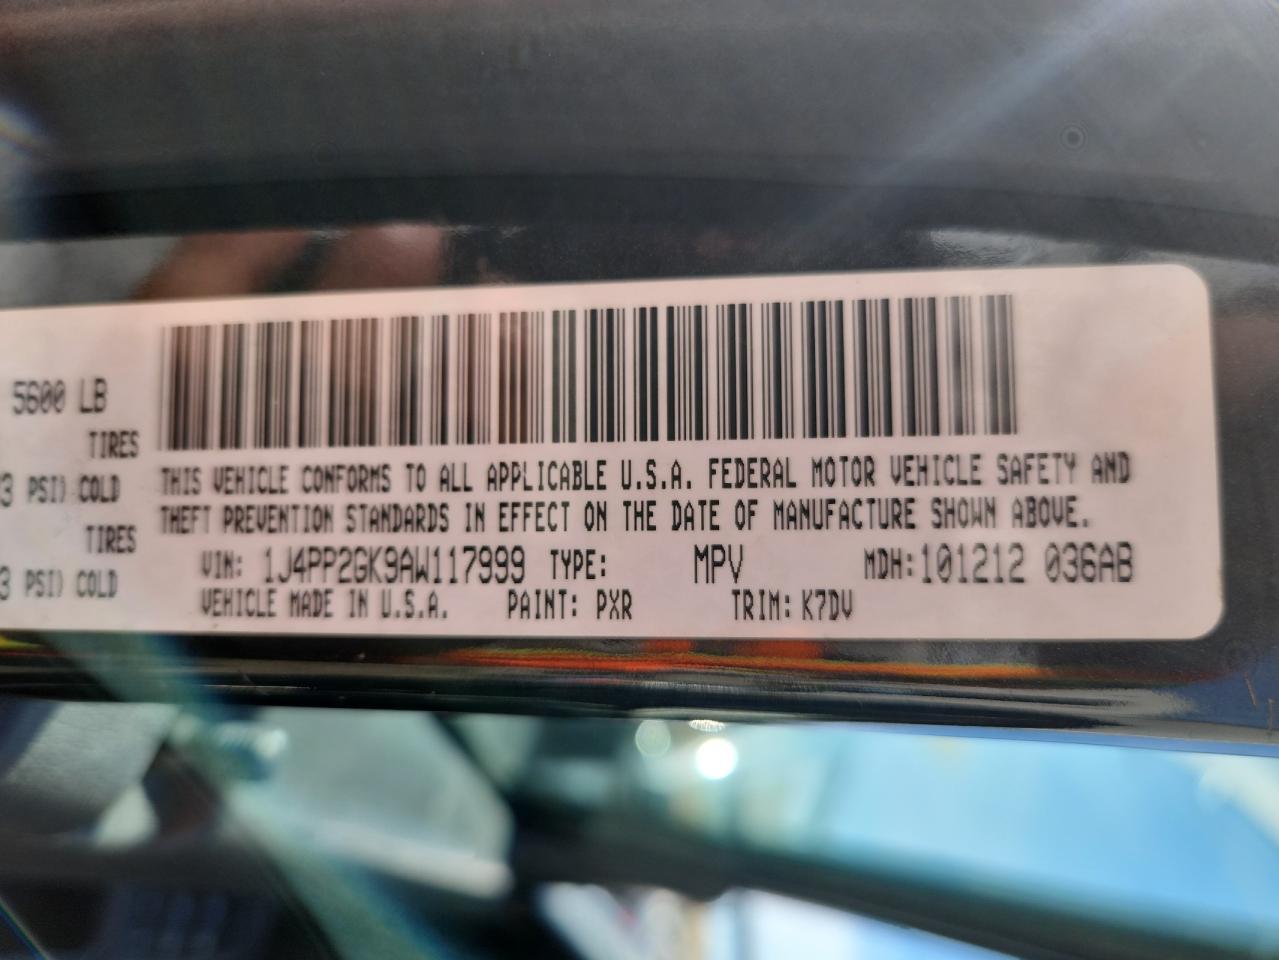 5600 LB
TIRES
3 PSI) COLD
TIRES
3 PSI) COLD
THIS VEHICLE CONFORMS TO ALL APPLICABLE U.S.A. FEDERAL MOTOR VEHICLE SAFETY AND
THEFT PREVENTION STANDARDS IN EFFECT ON THE DATE OF MANUFACTURE SHOWN ABOVE.
VIN: 1J4PP2GK9AW117999 TYPE: MPV MDH:101212 036AB
VEHICLE MADE IN U.S.A. PAINT: PXR TRIM: K7DV